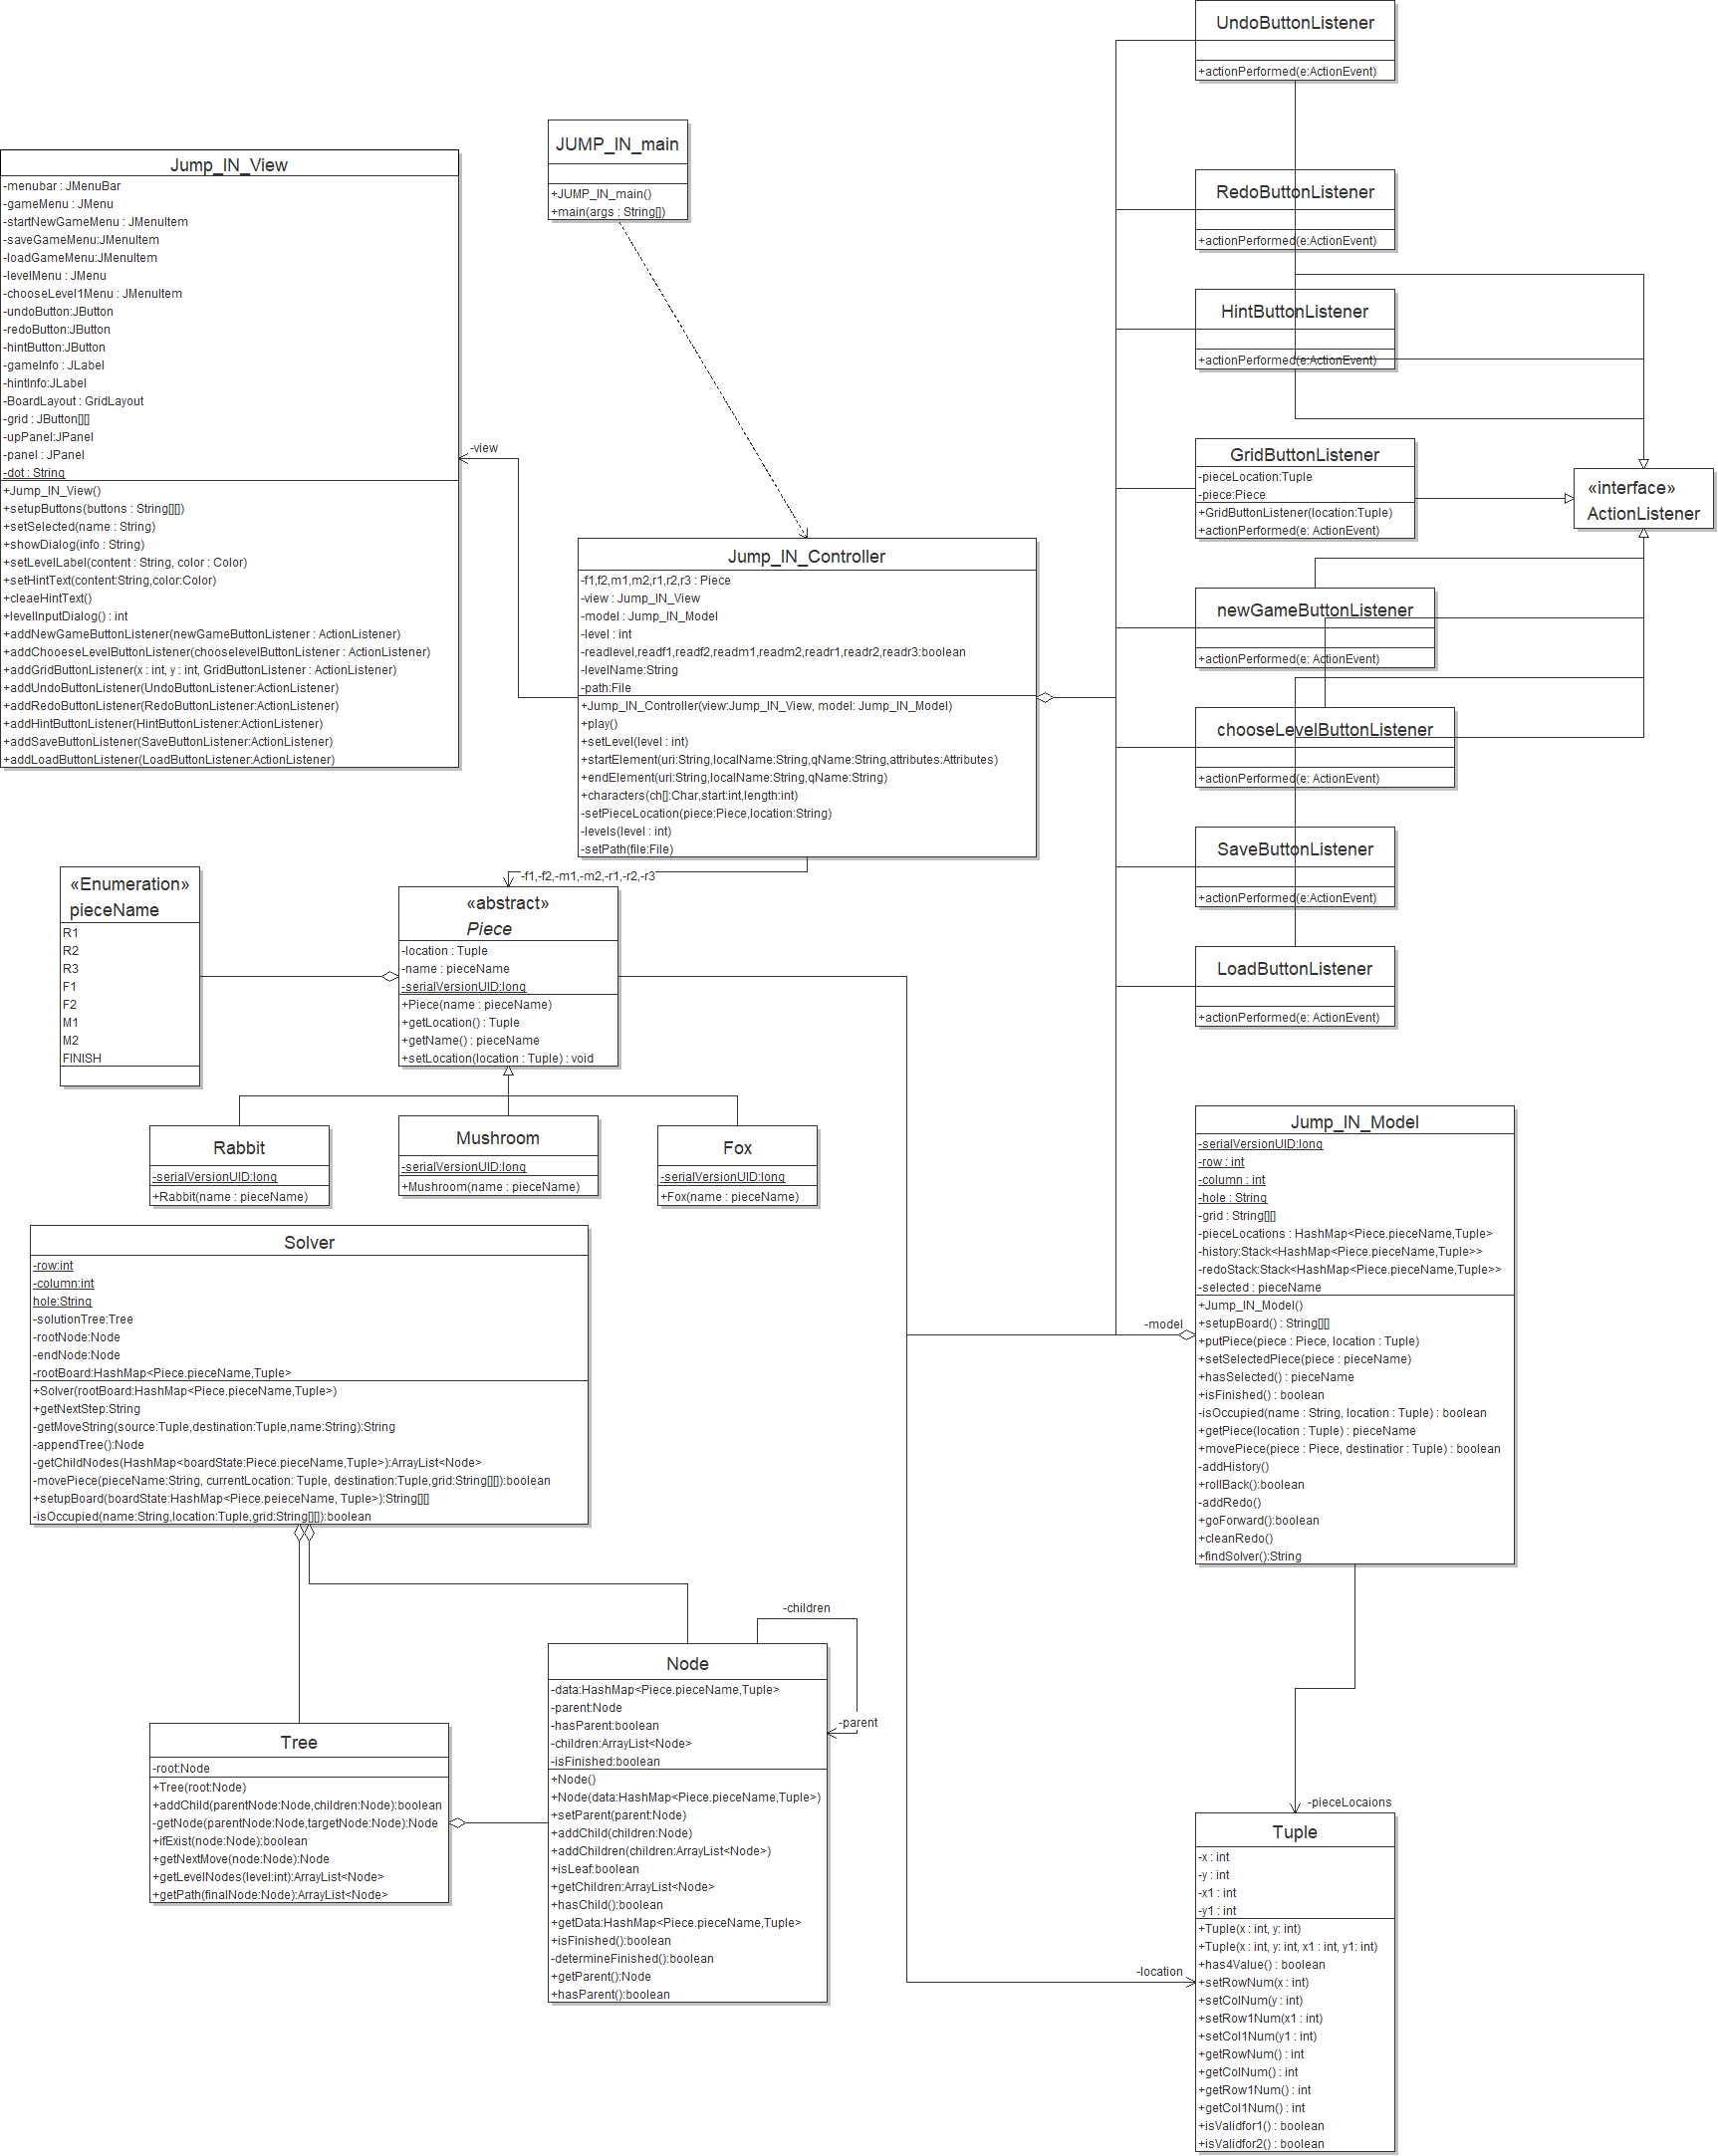 UndoButtonListener
+actionPerformed(e:ActionEvent)
JUMP_IN_main
+JUMP_IN_main()
+main(args : String[])
Jump_IN_View
-menubar : JMenuBar
-gameMenu : JMenu
-startNewGameMenu : JMenuItem
-saveGameMenu:JMenuItem
-loadGameMenu:JMenuItem
-levelMenu : JMenu
-chooseLevel1Menu : JMenuItem
-undoButton:JButton
-redoButton:JButton
-hintButton:JButton
-gameInfo : JLabel
-hintInfo:JLabel
-BoardLayout : GridLayout
-grid : JButton[][]
-upPanel:JPanel
-panel : JPanel
-dot : String
+Jump_IN_View()
+setupButtons(buttons : String[][])
+setSelected(name : String)
+showDialog(info : String)
+setLevelLabel(content : String, color : Color)
+setHintText(content:String,color:Color)
+cleaeHintText()
+levelInputDialog() : int
+addNewGameButtonListener(newGameButtonListener : ActionListener)
+addChooeseLevelButtonListener(chooselevelButtonListener : ActionListener)
+addGridButtonListener(x : int, y : int, GridButtonListener : ActionListener)
+addUndoButtonListener(UndoButtonListener:ActionListener)
+addRedoButtonListener(RedoButtonListener:ActionListener)
+addHintButtonListener(HintButtonListener:ActionListener)
+addSaveButtonListener(SaveButtonListener:ActionListener)
+addLoadButtonListener(LoadButtonListener:ActionListener)
RedoButtonListener
+actionPerformed(e:ActionEvent)
HintButtonListener
+actionPerformed(e:ActionEvent)
-view
GridButtonListener
-pieceLocation:Tuple
-piece:Piece
+GridButtonListener(location:Tuple)
+actionPerformed(e: ActionEvent)
«interface»
ActionListener
Jump_IN_Controller
-f1,f2,m1,m2,r1,r2,r3 : Piece
-view : Jump_IN_View
-model : Jump_IN_Model
-level : int
-readlevel,readf1,readf2,readm1,readm2,readr1,readr2,readr3:boolean
-levelName:String
-path:File
+Jump_IN_Controller(view:Jump_IN_View, model: Jump_IN_Model)
+play()
+setLevel(level : int)
+startElement(uri:String,localName:String,qName:String,attributes:Attributes)
+endElement(uri:String,localName:String,qName:String)
+characters(ch[]:Char,start:int,length:int)
-setPieceLocation(piece:Piece,location:String)
-levels(level : int)
-setPath(file:File)
newGameButtonListener
+actionPerformed(e: ActionEvent)
chooseLevelButtonListener
+actionPerformed(e: ActionEvent)
SaveButtonListener
+actionPerformed(e:ActionEvent)
LoadButtonListener
+actionPerformed(e: ActionEvent)
-f1,-f2,-m1,-m2,-r1,-r2,-r3
«Enumeration»
pieceName
R1
R2
R3
F1
F2
M1
M2
FINISH
«abstract»
Piece
-location : Tuple
-name : pieceName
-serialVersionUID:long
+Piece(name : pieceName)
+getLocation() : Tuple
+getName() : pieceName
+setLocation(location : Tuple) : void
Rabbit
-serialVersionUID:long
+Rabbit(name : pieceName)
Mushroom
-serialVersionUID:long
+Mushroom(name : pieceName)
Fox
-serialVersionUID:long
+Fox(name : pieceName)
Jump_IN_Model
-serialVersionUID:long
-row : int
-column : int
-hole : String
-grid : String[][]
-pieceLocations : HashMap<Piece.pieceName,Tuple>
-history:Stack<HashMap<Piece.pieceName,Tuple>>
-redoStack:Stack<HashMap<Piece.pieceName,Tuple>>
-selected : pieceName
+Jump_IN_Model()
+setupBoard() : String[][]
+putPiece(piece : Piece, location : Tuple)
+setSelectedPiece(piece : pieceName)
+hasSelected() : pieceName
+isFinished() : boolean
-isOccupied(name : String, location : Tuple) : boolean
+getPiece(location : Tuple) : pieceName
+movePiece(piece : Piece, destinatior : Tuple) : boolean
-addHistory()
+rollBack():boolean
-addRedo()
+goForward():boolean
+cleanRedo()
+findSolver():String
-model
Solver
-row:int
-column:int
hole:String
-solutionTree:Tree
-rootNode:Node
-endNode:Node
-rootBoard:HashMap<Piece.pieceName,Tuple>
+Solver(rootBoard:HashMap<Piece.pieceName,Tuple>)
+getNextStep:String
-getMoveString(source:Tuple,destination:Tuple,name:String):String
-appendTree():Node
-getChildNodes(HashMap<boardState:Piece.pieceName,Tuple>):ArrayList<Node>
-movePiece(pieceName:String, currentLocation: Tuple, destination:Tuple,grid:String[][]):boolean
+setupBoard(boardState:HashMap<Piece.peieceName, Tuple>):String[][]
-isOccupied(name:String,location:Tuple,grid:String[][]):boolean
-children
-parent
Node
-data:HashMap<Piece.pieceName,Tuple>
-parent:Node
-hasParent:boolean
-children:ArrayList<Node>
-isFinished:boolean
+Node()
+Node(data:HashMap<Piece.pieceName,Tuple>)
+setParent(parent:Node)
+addChild(children:Node)
+addChildren(children:ArrayList<Node>)
+isLeaf:boolean
+getChildren:ArrayList<Node>
+hasChild():boolean
+getData:HashMap<Piece.pieceName,Tuple>
+isFinished():boolean
-determineFinished():boolean
+getParent():Node
+hasParent():boolean
Tree
-root:Node
+Tree(root:Node)
+addChild(parentNode:Node,children:Node):boolean
-getNode(parentNode:Node,targetNode:Node):Node
+ifExist(node:Node):boolean
+getNextMove(node:Node):Node
+getLevelNodes(level:int):ArrayList<Node>
+getPath(finalNode:Node):ArrayList<Node>
-pieceLocaions
-location
Tuple
-x : int
-y : int
-x1 : int
-y1 : int
+Tuple(x : int, y: int)
+Tuple(x : int, y: int, x1 : int, y1: int)
+has4Value() : boolean
+setRowNum(x : int)
+setColNum(y : int)
+setRow1Num(x1 : int)
+setCol1Num(y1 : int)
+getRowNum() : int
+getColNum() : int
+getRow1Num() : int
+getCol1Num() : int
+isValidfor1() : boolean
+isValidfor2() : boolean